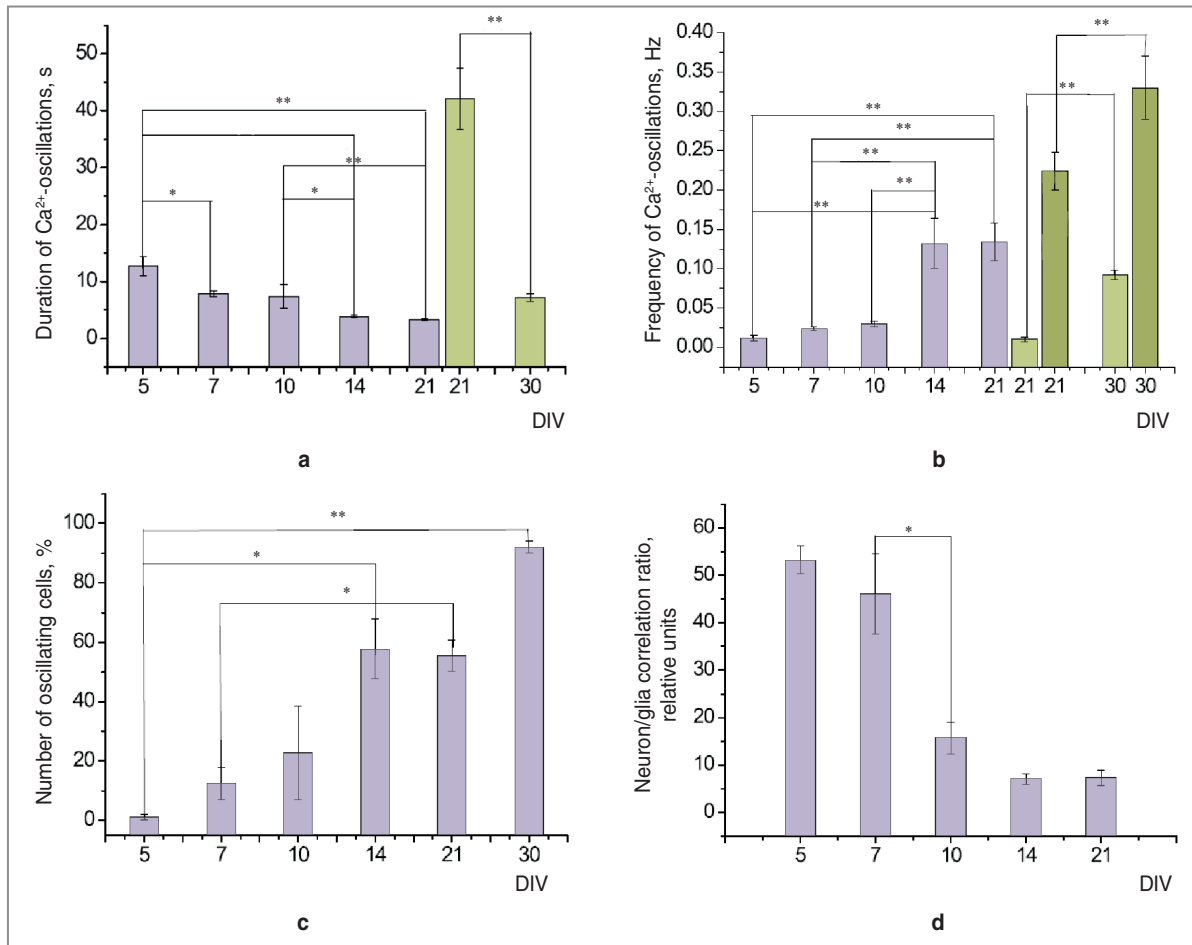 Duration of Ca²⁺-oscillations, s
50
40
30
20
10
0
**
**
*
**
*
5 7 10 14 21 21 30
DIV
a
Frequency of Ca²⁺-oscillations, Hz
0.40
0.35
0.30
0.25
0.20
0.15
0.10
0.05
0.00
**
**
**
**
**
**
**
5 7 10 14 21 21 21 30 30
DIV
b
Number of oscillating cells, %
100
80
60
40
20
0
**
*
*
5 7 10 14 21 30
DIV
c
Neuron/glia correlation ratio,
relative units
60
50
40
30
20
10
0
*
5 7 10 14 21
DIV
d